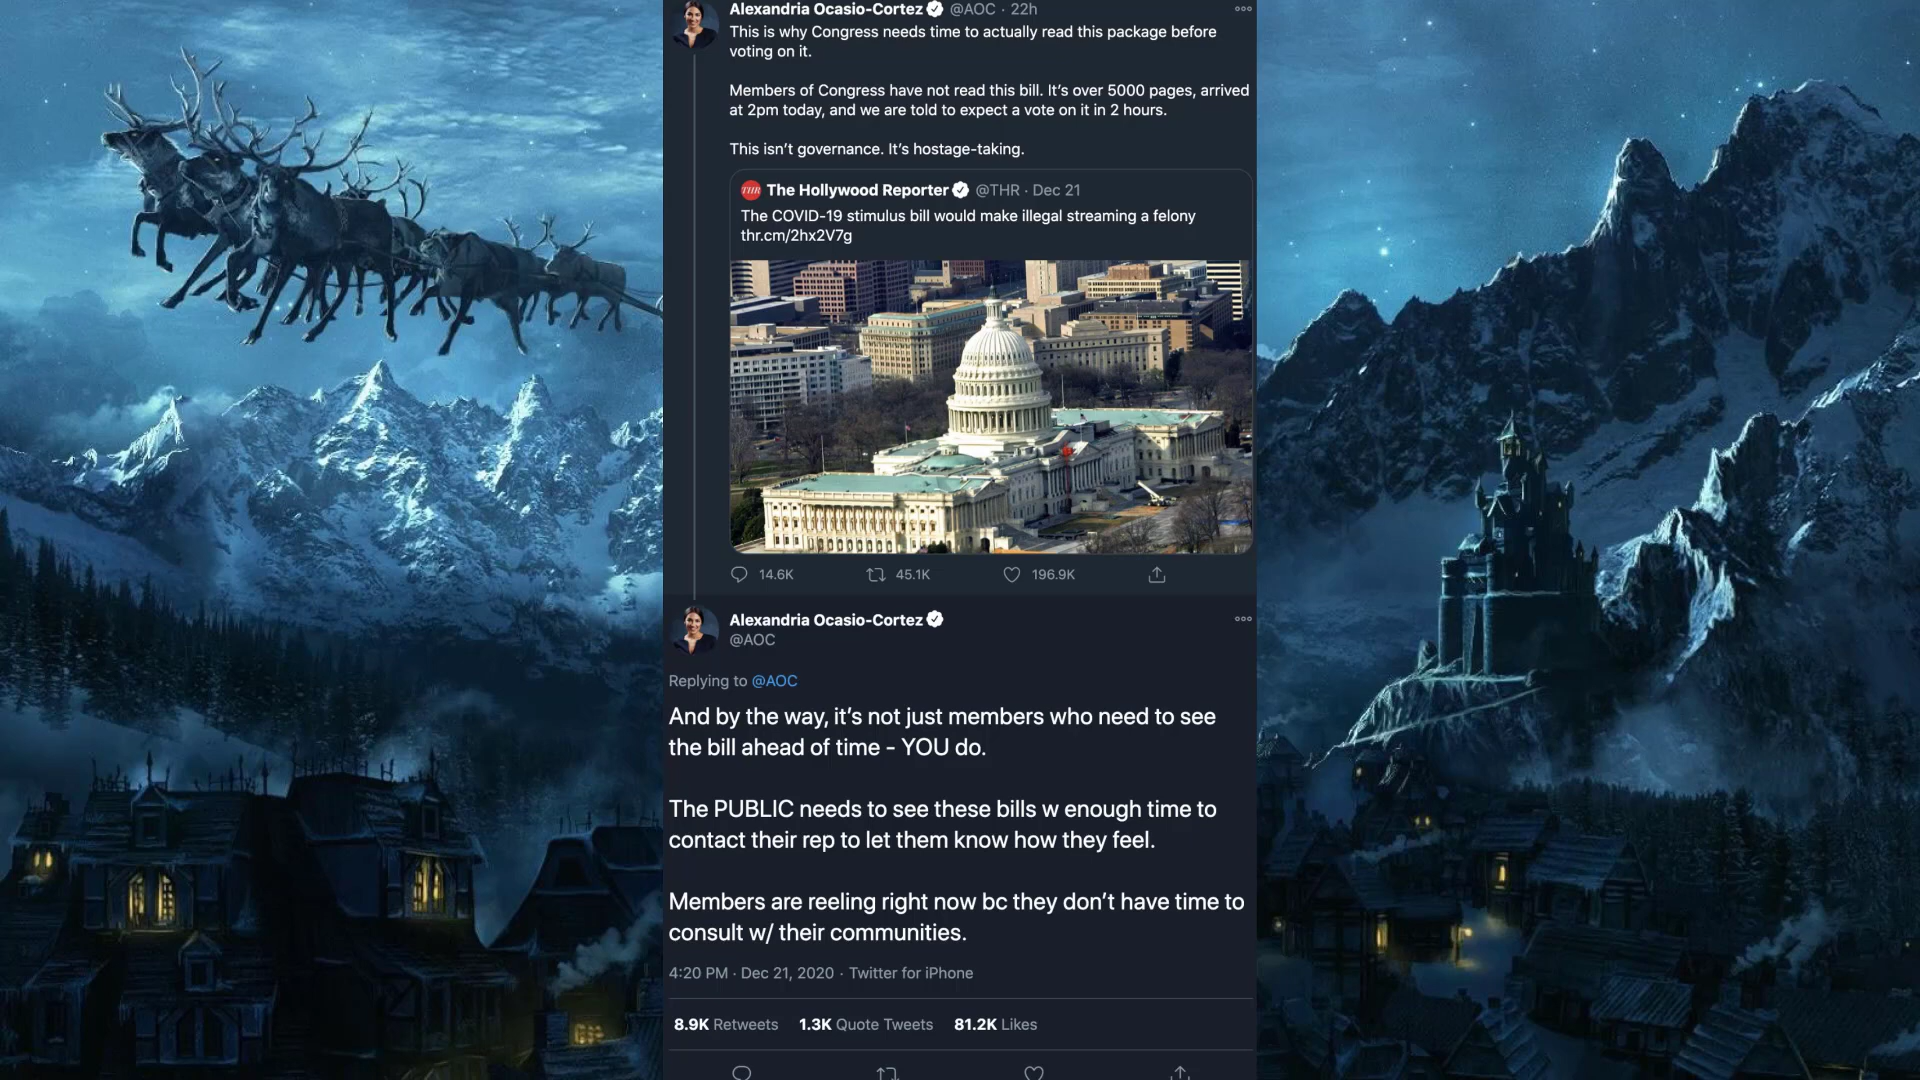 Alexandria Ocasio-Cortez @AOC · 22h
This is why Congress needs time to actually read this package before
voting on it.
Members of Congress have not read this bill. It’s over 5000 pages, arrived
at 2pm today, and we are told to expect a vote on it in 2 hours.
This isn’t governance. It’s hostage-taking.
THR The Hollywood Reporter @THR · Dec 21
The COVID-19 stimulus bill would make illegal streaming a felony
thr.cm/2hx2V7g
14.6K 45.1K 196.9K
Alexandria Ocasio-Cortez
@AOC
Replying to @AOC
And by the way, it’s not just members who need to see
the bill ahead of time - YOU do.
The PUBLIC needs to see these bills w enough time to
contact their rep to let them know how they feel.
Members are reeling right now bc they don’t have time to
consult w/ their communities.
4:20 PM · Dec 21, 2020 · Twitter for iPhone
8.9K Retweets 1.3K Quote Tweets 81.2K Likes